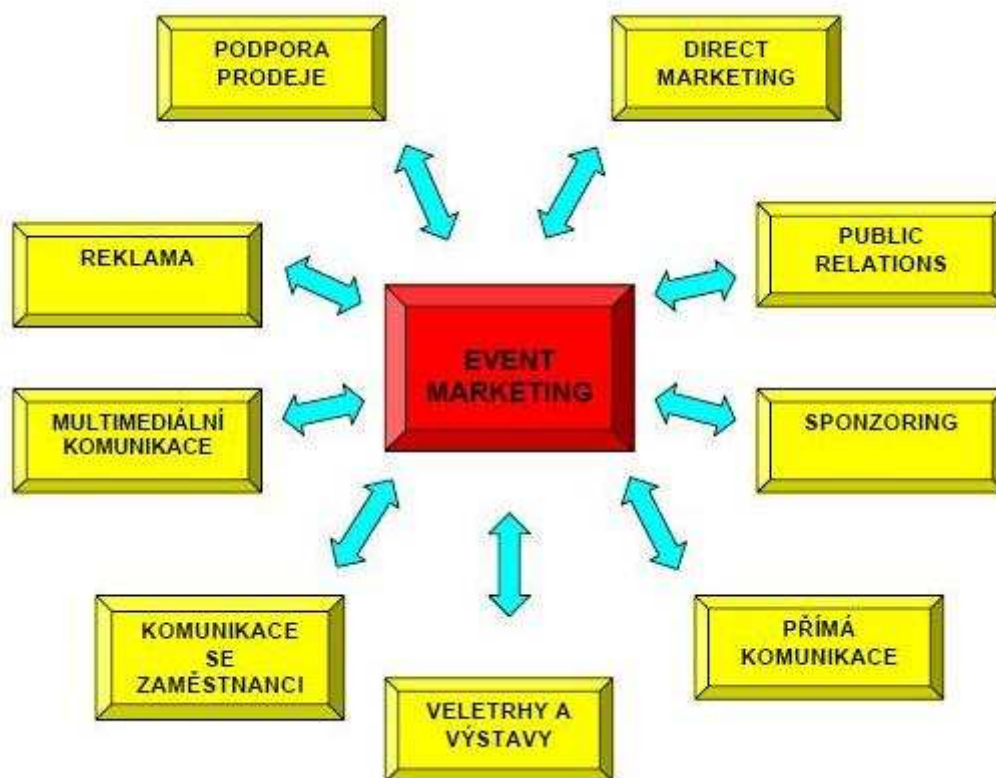 PODPORA
PRODEJE
DIRECT
MARKETING
REKLAMA
PUBLIC
RELATIONS
EVENT
MARKETING
MULTIMEDIÁLNÍ
KOMUNIKACE
SPONZORING
KOMUNIKACE
SE
ZAMĚSTNANCI
PŘÍMÁ
KOMUNIKACE
VELETRHY A
VÝSTAVY